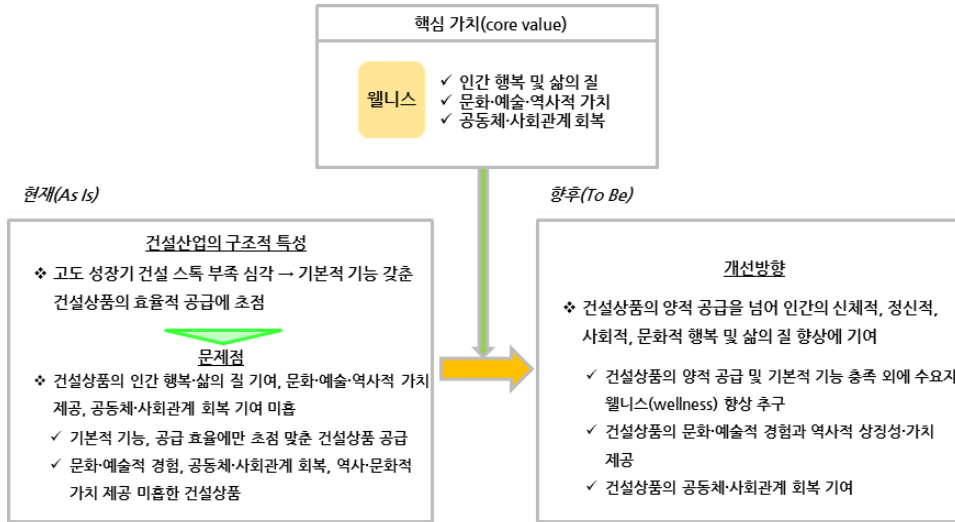 핵심 가치(core value)
웰니스
✓ 인간 행복 및 삶의 질
✓ 문화·예술·역사적 가치
✓ 공동체·사회관계 회복
현재(As Is)
건설산업의 구조적 특성
❖ 고도 성장기 건설 스톡 부족 심각 → 기본적 기능 갖춘
건설상품의 효율적 공급에 초점
문제점
❖ 건설상품의 인간 행복·삶의 질 기여, 문화·예술·역사적 가치
제공, 공동체·사회관계 회복 기여 미흡
✓ 기본적 기능, 공급 효율에만 초점 맞춘 건설상품 공급
✓ 문화·예술적 경험, 공동체·사회관계 회복, 역사·문화적
가치 제공 미흡한 건설상품
향후(To Be)
개선방향
❖ 건설상품의 양적 공급을 넘어 인간의 신체적, 정신적,
사회적, 문화적 행복 및 삶의 질 향상에 기여
✓ 건설상품의 양적 공급 및 기본적 기능 충족 외에 수요자
웰니스(wellness) 향상 추구
✓ 건설상품의 문화·예술적 경험과 역사적 상징성·가치
제공
✓ 건설상품의 공동체·사회관계 회복 기여